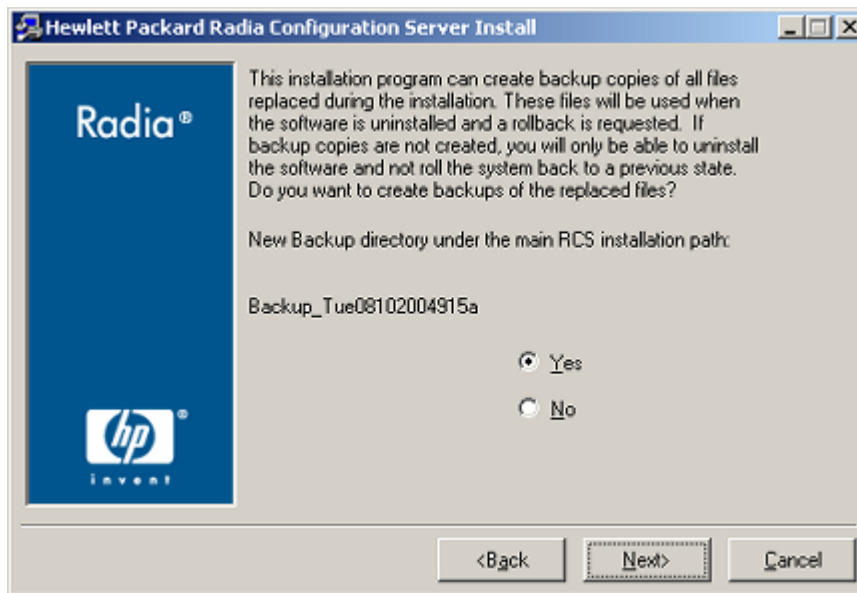 Hewlett Packard Radia Configuration Server Install
Radia®
This installation program can create backup copies of all files
replaced during the installation. These files will be used when
the software is uninstalled and a rollback is requested.  If
backup copies are not created, you will only be able to uninstall
the software and not roll the system back to a previous state.
Do you want to create backups of the replaced files?
New Backup directory under the main RCS installation path:
Backup_Tue08102004915a
Yes
No
hp®
invent
<Back
Next>
Cancel